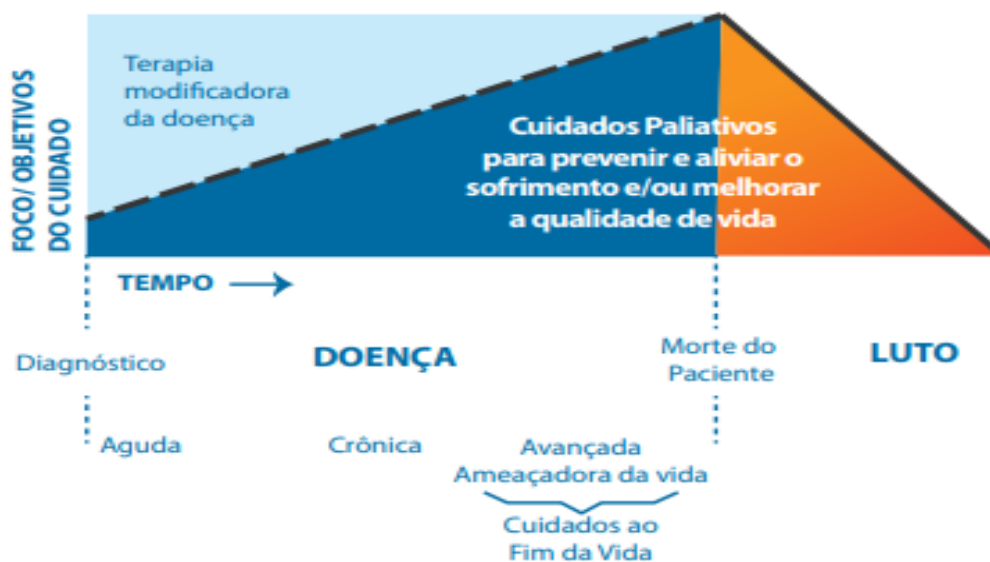 FOCO/ OBJETIVOS
DO CUIDADO
Terapia
modificadora
da doença
Cuidados Paliativos
para prevenir e aliviar o
sofrimento e/ou melhorar
a qualidade de vida
TEMPO
Diagnóstico
DOENÇA
Morte do
Paciente
LUTO
Aguda
Crônica
Avançada
Ameaçadora da vida
Cuidados ao
Fim da Vida